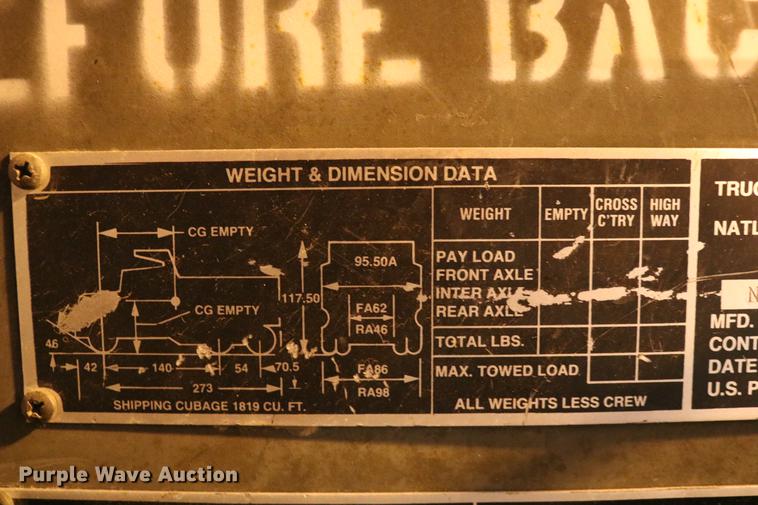 EFORE BAC
WEIGHT & DIMENSION DATA
CG EMPTY
CG EMPTY
117.50
95.50A
FA62
RA46
46
42
140
54
70.5
273
FA86
RA98
SHIPPING CUBAGE 1819 CU. FT.
WEIGHT EMPTY CROSS C'TRY HIGH WAY
PAY LOAD
FRONT AXLE
INTER AXLE
REAR AXLE
TOTAL LBS.
MAX. TOWED LOAD
ALL WEIGHTS LESS CREW
TRUC
NATL
N
MFD.
CONT
DATE
U.S. P
Purple Wave Auction